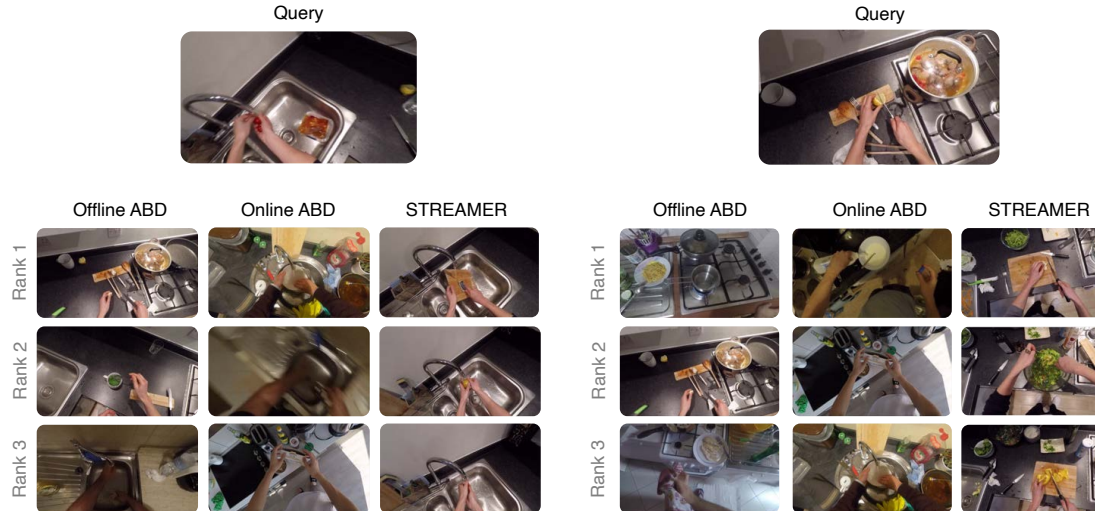 Query
Query
Offline ABD Online ABD STREAMER
Offline ABD Online ABD STREAMER
Rank 1
Rank 1
Rank 2
Rank 2
Rank 3
Rank 3